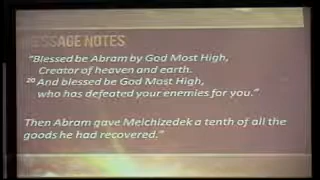 MESSAGE NOTES
"Blessed be Abram by God Most High,
Creator of heaven and earth.
20 And blessed be God Most High,
who has defeated your enemies for you."
Then Abram gave Melchizedek a tenth of all the
goods he had recovered."